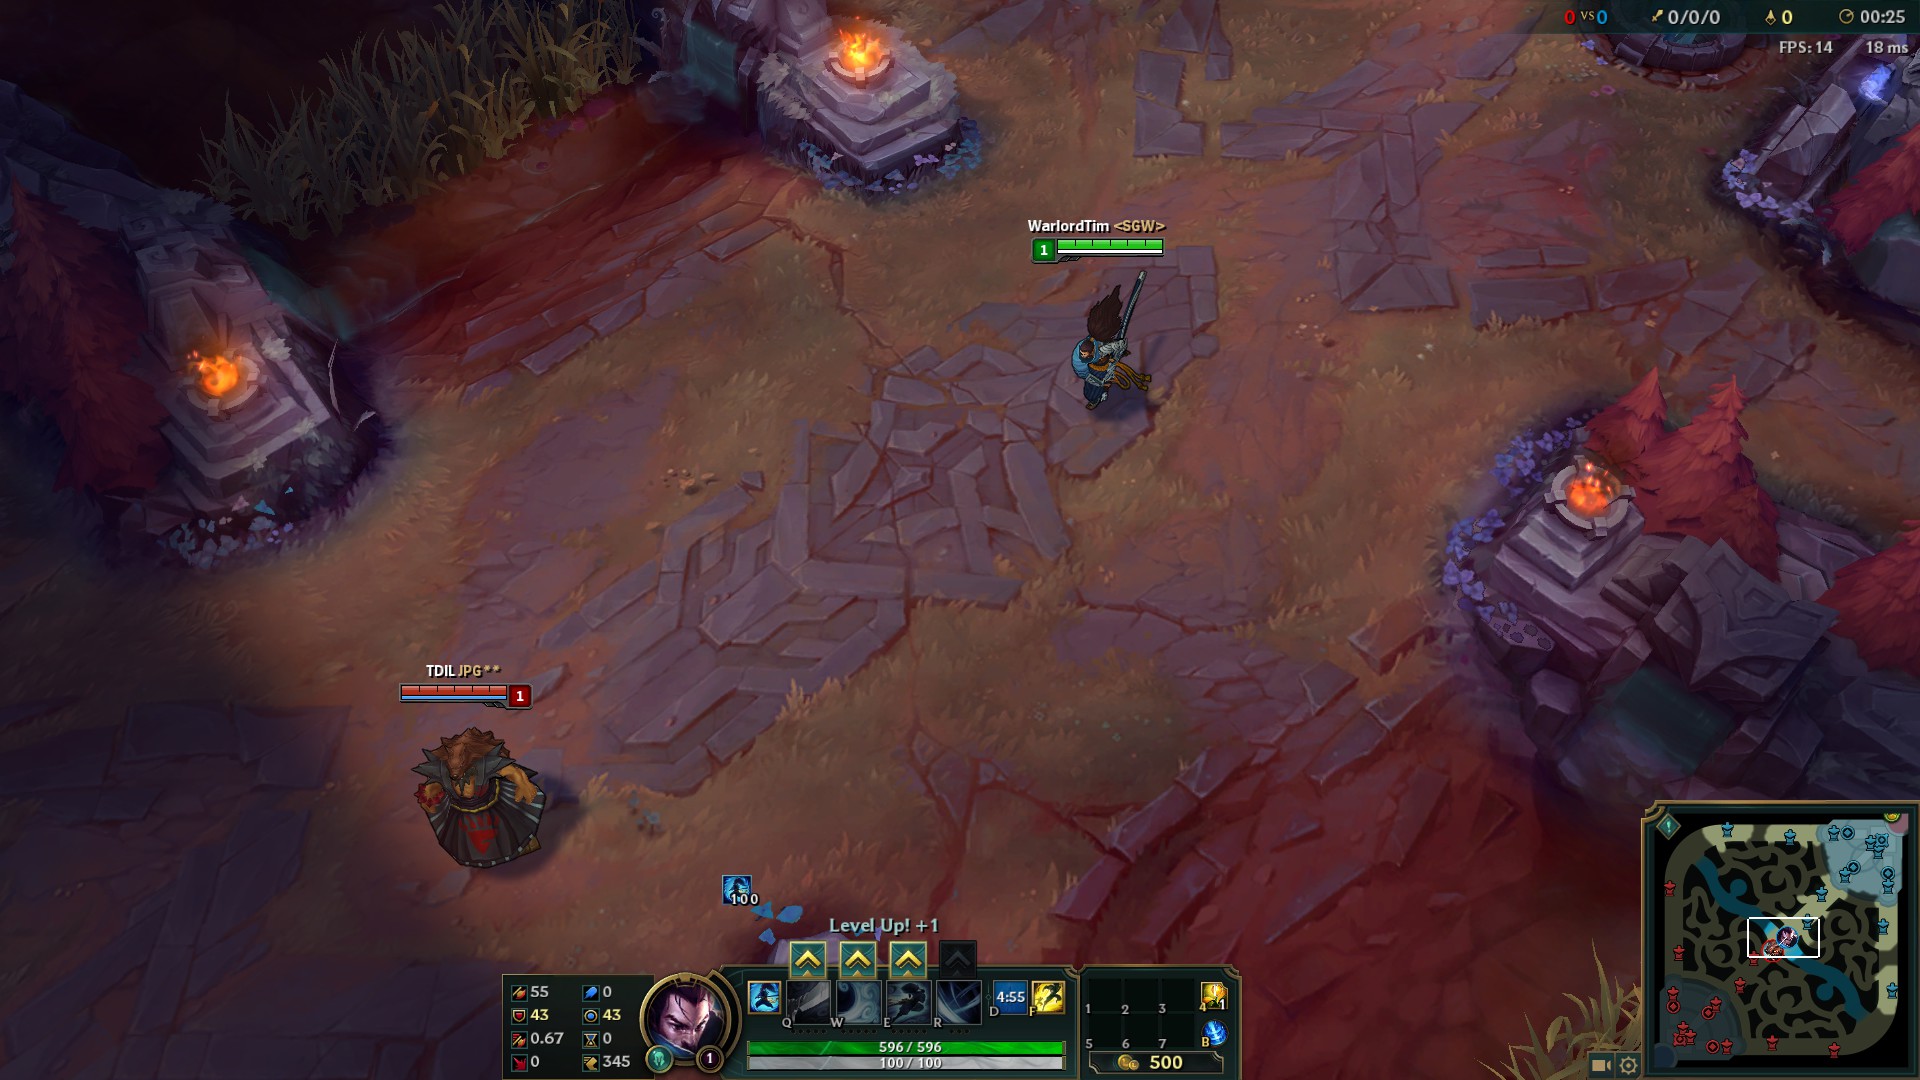 0 VS 0 0/0/0 0 00:25
FPS: 14 18 ms
WarlordTim <SGW>
1
TDIL JPG**
1
100
Level Up! +1
55 0
43 43
0.67 0
0 345
1
Q W E R
4:55
D F
596 / 596
100 / 100
1 2 3 4 1
5 6 7 B
500